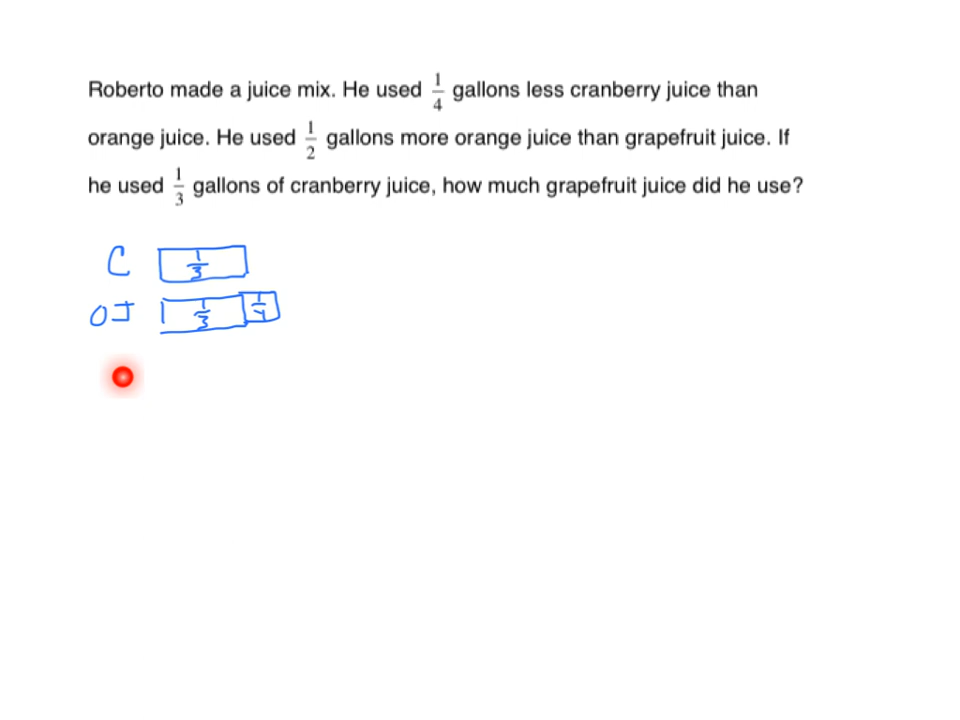 Roberto made a juice mix. He used 1/4 gallons less cranberry juice than
orange juice. He used 1/2 gallons more orange juice than grapefruit juice. If
he used 1/3 gallons of cranberry juice, how much grapefruit juice did he use?
C 1/3
OJ 1/3 1/4